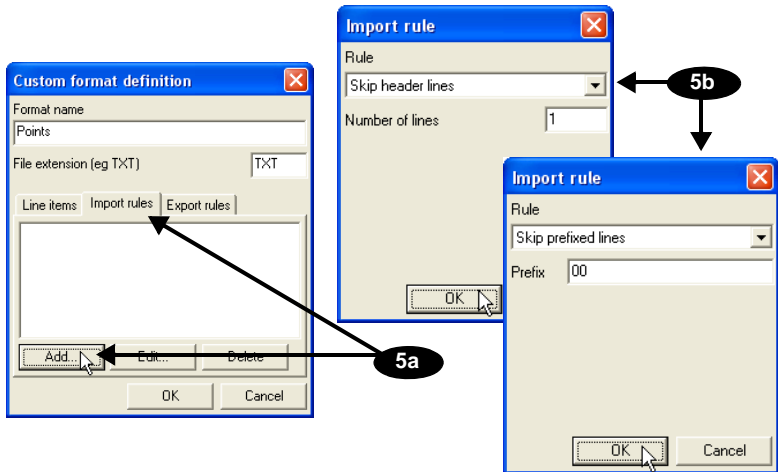 Custom format definition
Format name
Points
File extension (eg TXT)
TXT
Line items
Import rules
Export rules
Add...
Edit...
Delete
OK
Cancel
5a
Import rule
Rule
Skip header lines
Number of lines
1
OK
5b
Import rule
Rule
Skip prefixed lines
Prefix
00
OK
Cancel